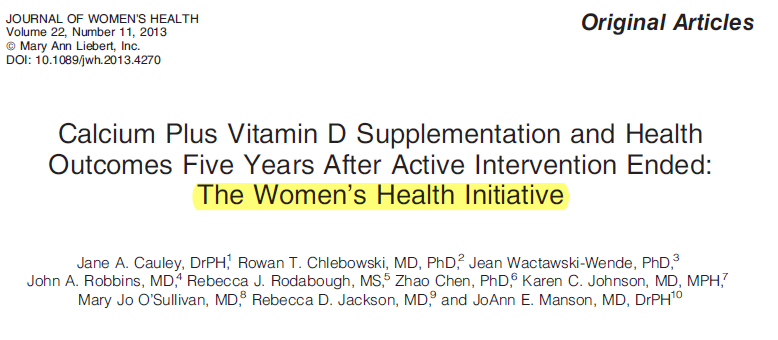 JOURNAL OF WOMEN'S HEALTH
Volume 22, Number 11, 2013
© Mary Ann Liebert, Inc.
DOI: 10.1089/jwh.2013.4270
Original Articles
Calcium Plus Vitamin D Supplementation and Health
Outcomes Five Years After Active Intervention Ended:
The Women's Health Initiative
Jane A. Cauley, DrPH,1 Rowan T. Chlebowski, MD, PhD,2 Jean Wactawski-Wende, PhD,3
John A. Robbins, MD,4 Rebecca J. Rodabough, MS,5 Zhao Chen, PhD,6 Karen C. Johnson, MD, MPH,7
Mary Jo O'Sullivan, MD,8 Rebecca D. Jackson, MD,9 and JoAnn E. Manson, MD, DrPH10